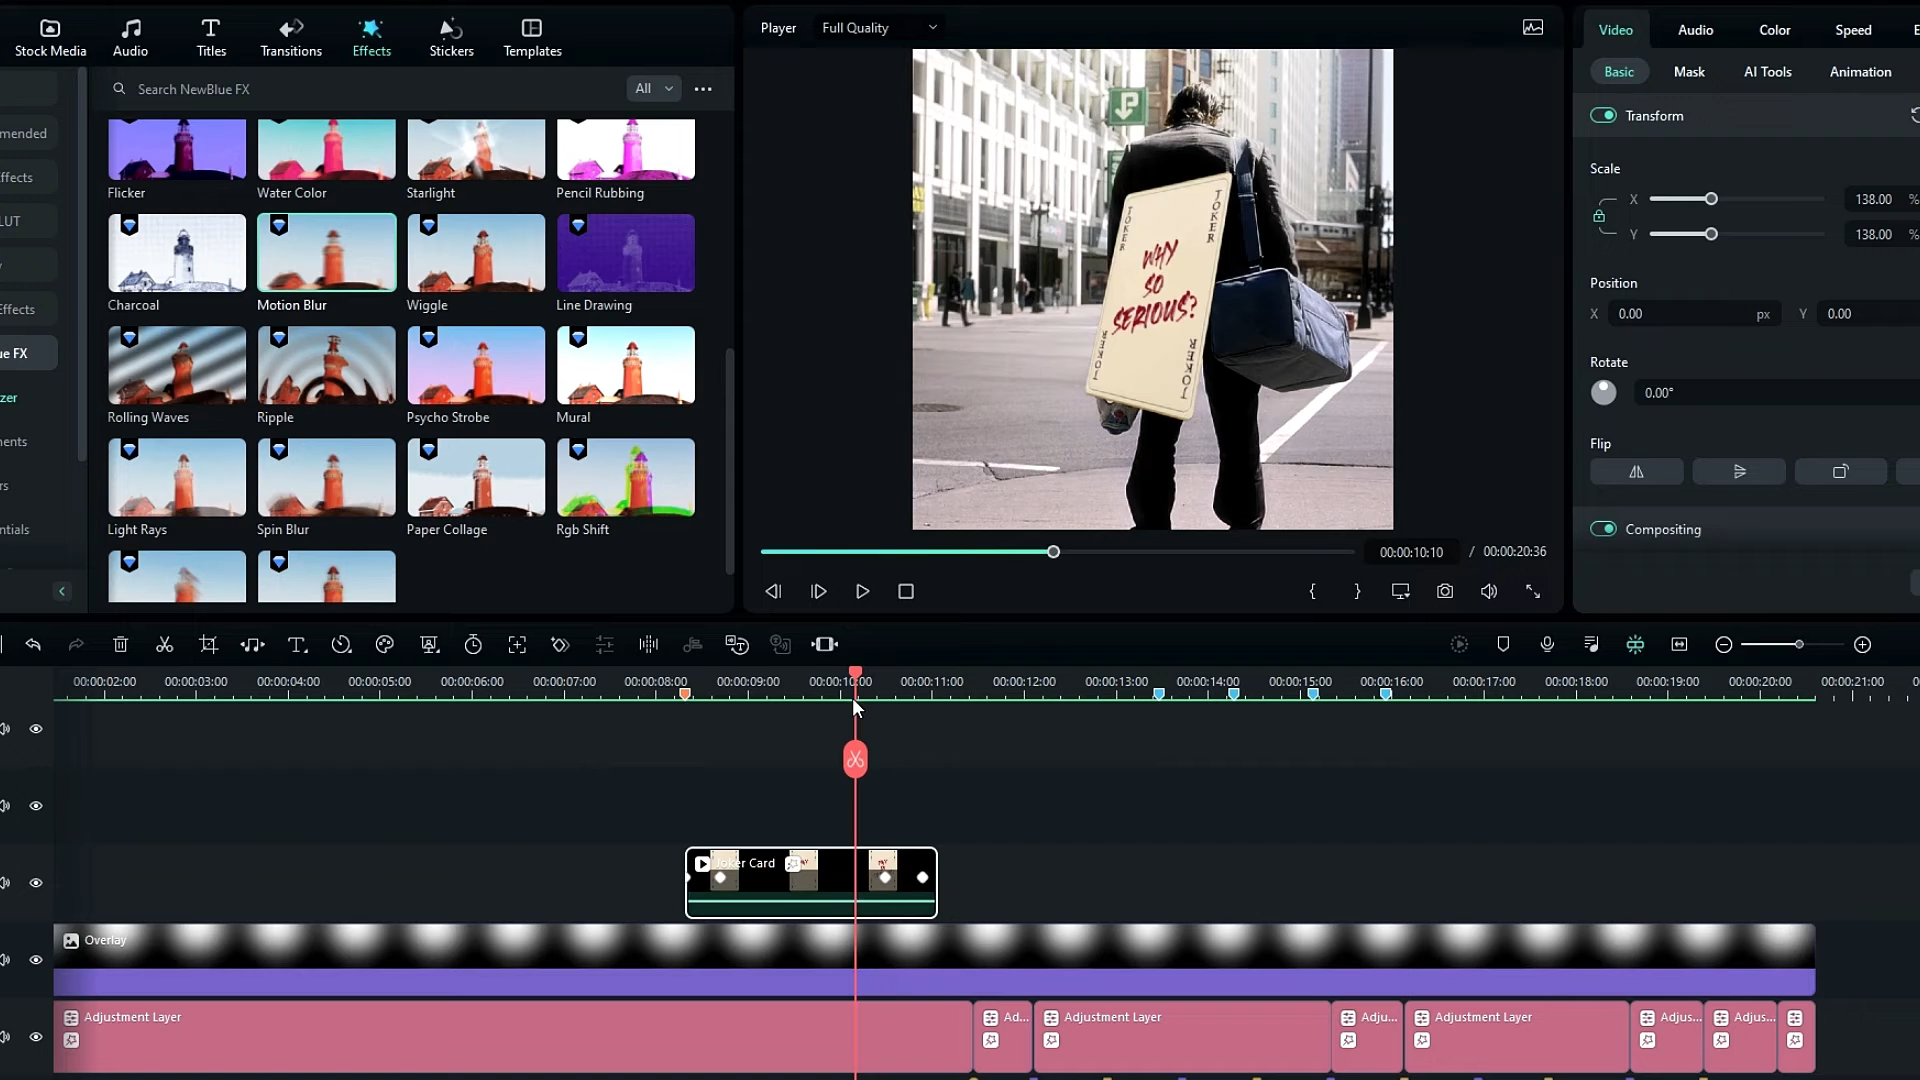 Stock Media
Audio
Titles
Transitions
Effects
Stickers
Templates
Search NewBlue FX
All
mended
ffects
LUT
ffects
ue FX
zer
ents
rs
ntials
Flicker
Water Color
Starlight
Pencil Rubbing
Charcoal
Motion Blur
Wiggle
Line Drawing
Rolling Waves
Ripple
Psycho Strobe
Mural
Light Rays
Spin Blur
Paper Collage
Rgb Shift
Player
Full Quality
P
JOKER
JOKER
WHY
SO
SERIOUS?
JOKER
JOKER
00:00:10:10 / 00:00:20:36
Video
Audio
Color
Speed
Basic
Mask
AI Tools
Animation
Transform
Scale
X 138.00 %
Y 138.00 %
Position
X 0.00 px Y 0.00
Rotate
0.00°
Flip
Compositing
00:00:02:00
00:00:03:00
00:00:04:00
00:00:05:00
00:00:06:00
00:00:07:00
00:00:08:00
00:00:09:00
00:00:10:00
00:00:11:00
00:00:12:00
00:00:13:00
00:00:14:00
00:00:15:00
00:00:16:00
00:00:17:00
00:00:18:00
00:00:19:00
00:00:20:00
00:00:21:00
Joker Card
Overlay
Adjustment Layer
Ad...
Adjustment Layer
Adju...
Adjustment Layer
Adjus...
Adjus...